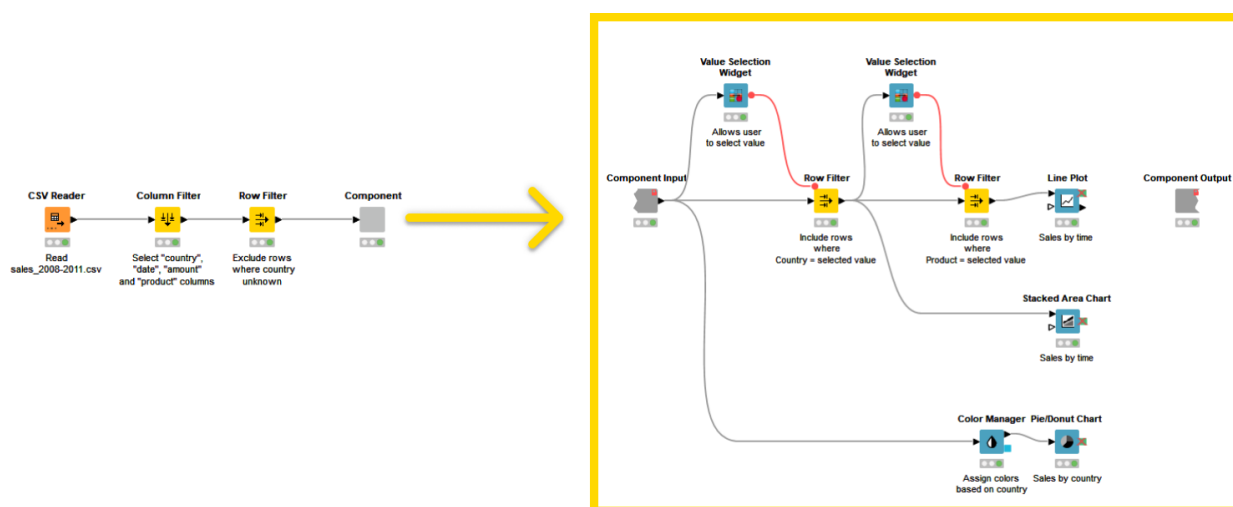 CSV Reader
Read
sales_2008-2011.csv
Column Filter
Select "country",
"date", "amount"
and "product" columns
Row Filter
Exclude rows
where country
unknown
Component
Value Selection
Widget
Allows user
to select value
Value Selection
Widget
Allows user
to select value
Component Input
Row Filter
Include rows
where
Country = selected value
Row Filter
Include rows
where
Product = selected value
Line Plot
Sales by time
Component Output
Stacked Area Chart
Sales by time
Color Manager
Assign colors
based on country
Pie/Donut Chart
Sales by country